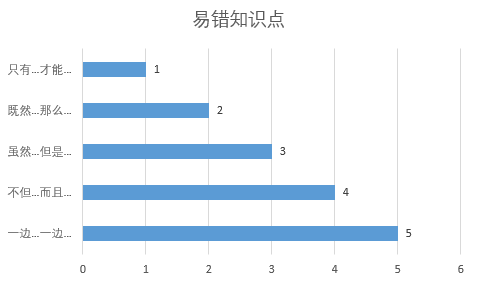 易错知识点
只有...才能... 1
既然...那么... 2
虽然...但是... 3
不但...而且... 4
一边...一边... 5
0 1 2 3 4 5 6